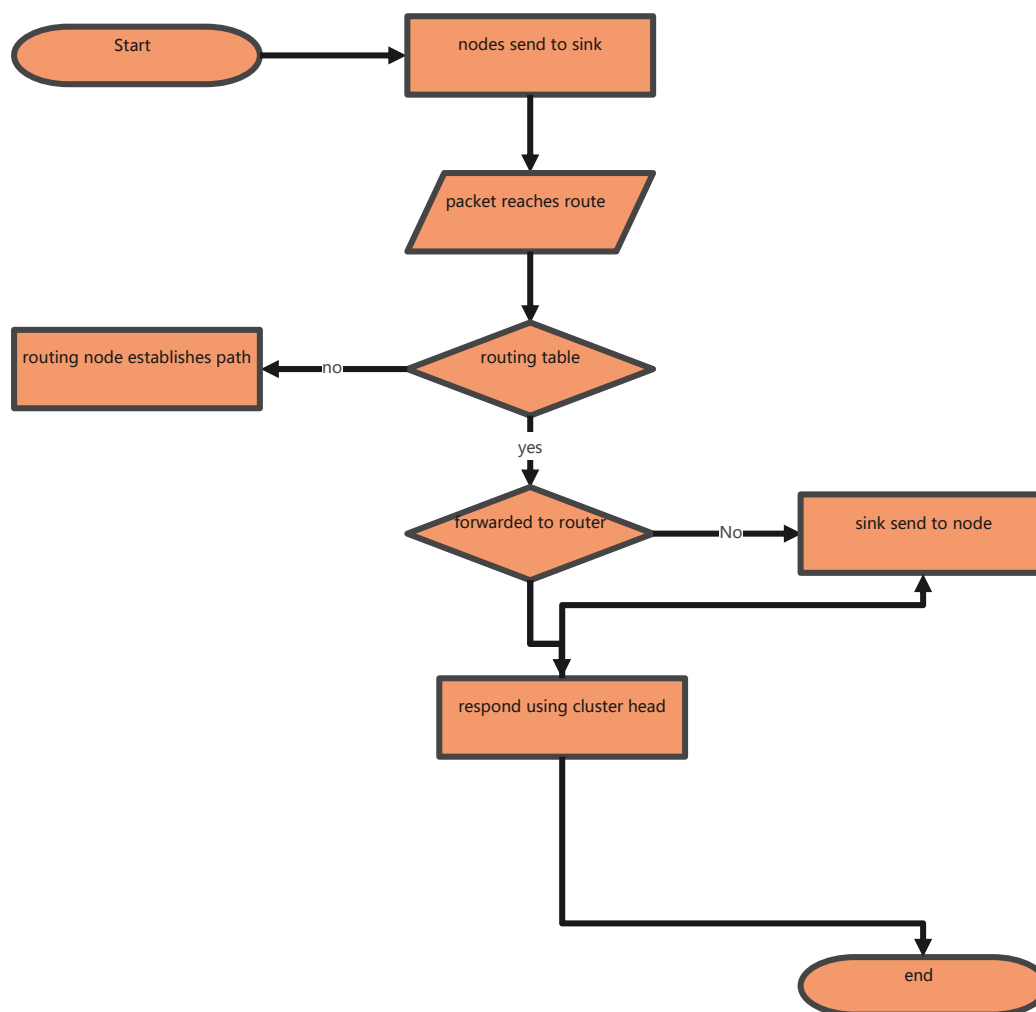 Start
nodes send to sink
packet reaches route
routing table
routing node establishes path
no
yes
forwarded to router
No
sink send to node
respond using cluster head
end